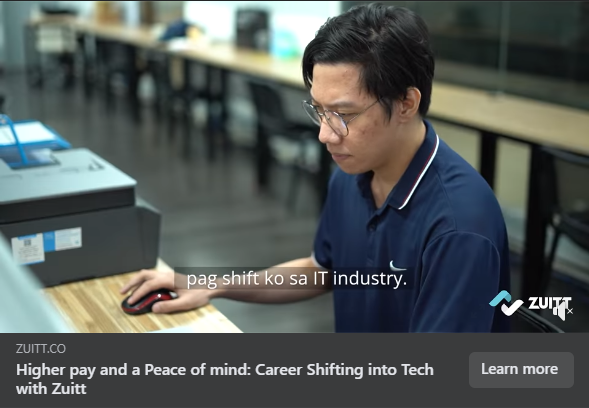 pag shift ko sa IT industry.
ZUITT
ZUITT.CO
Higher pay and a Peace of mind: Career Shifting into Tech
with Zuitt
Learn more